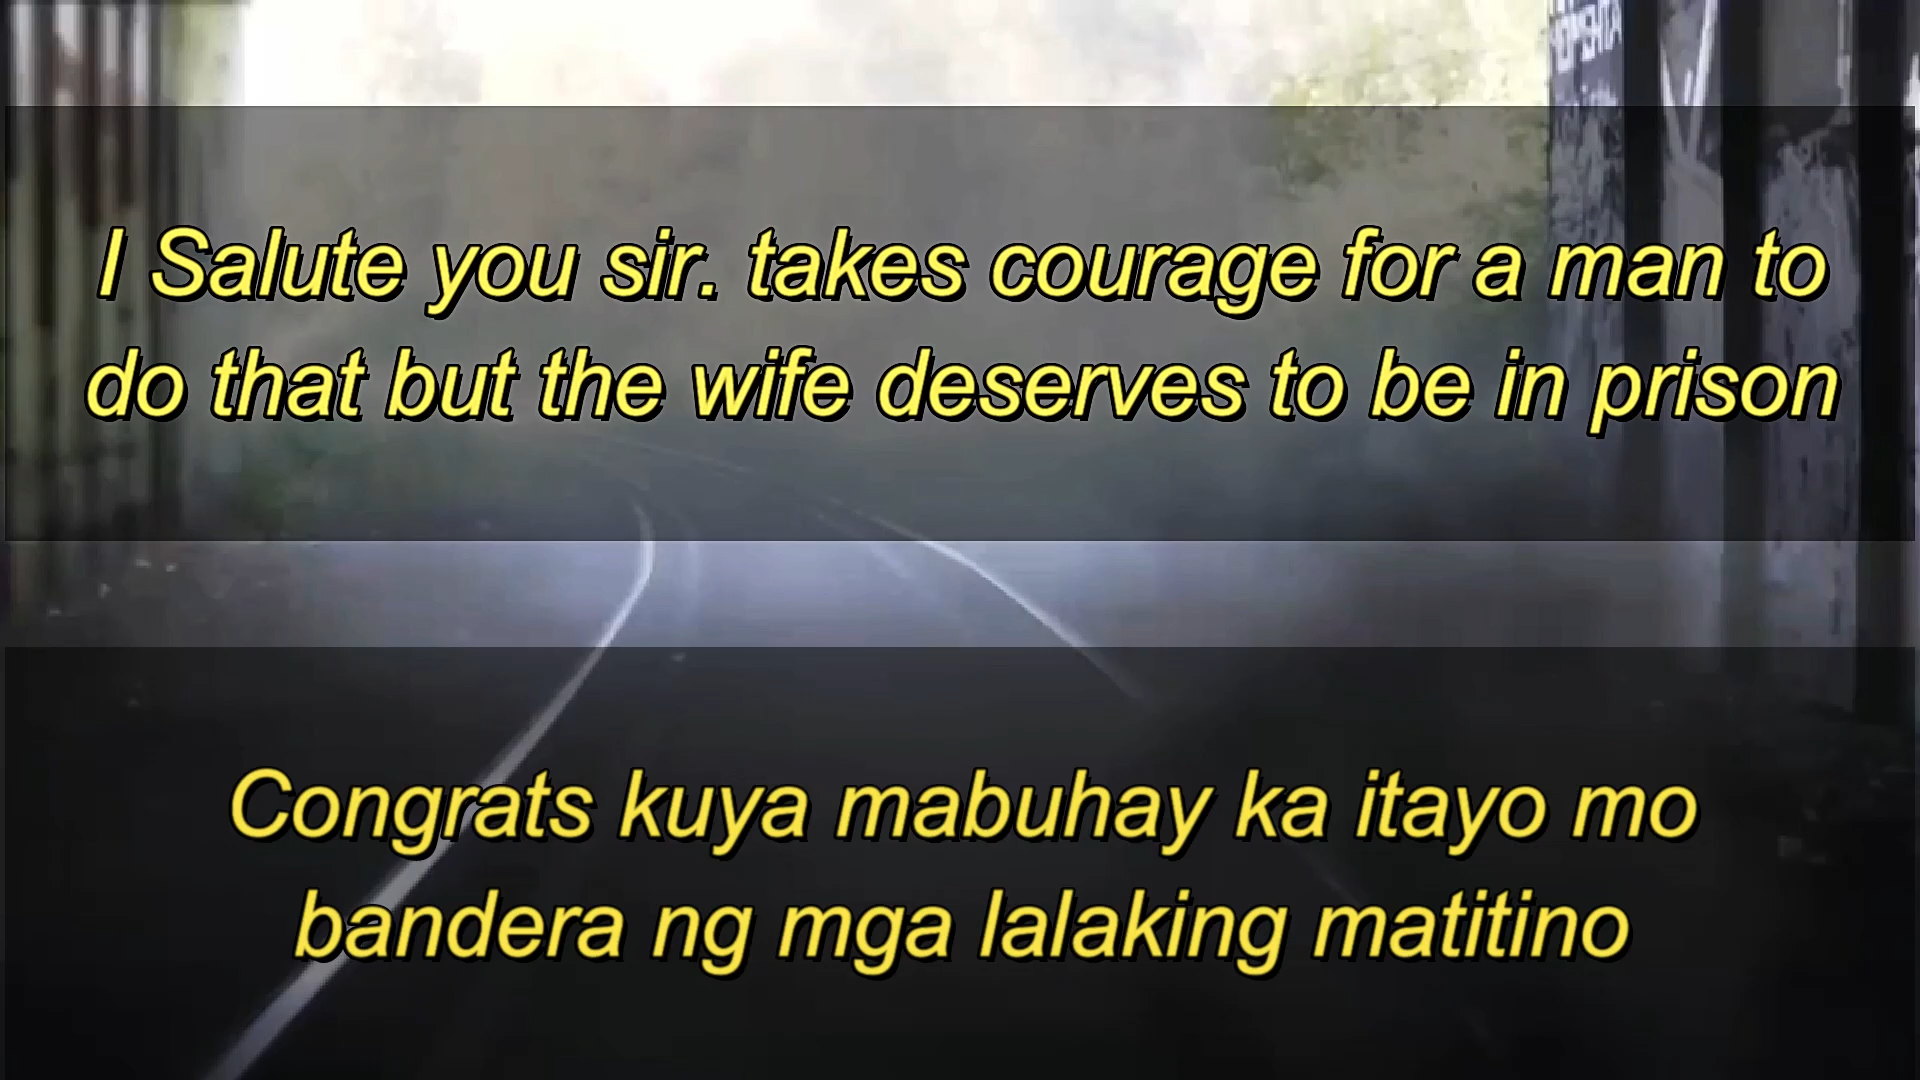 I Salute you sir. takes courage for a man to
do that but the wife deserves to be in prison
Congrats kuya mabuhay ka itayo mo
bandera ng mga lalaking matitino